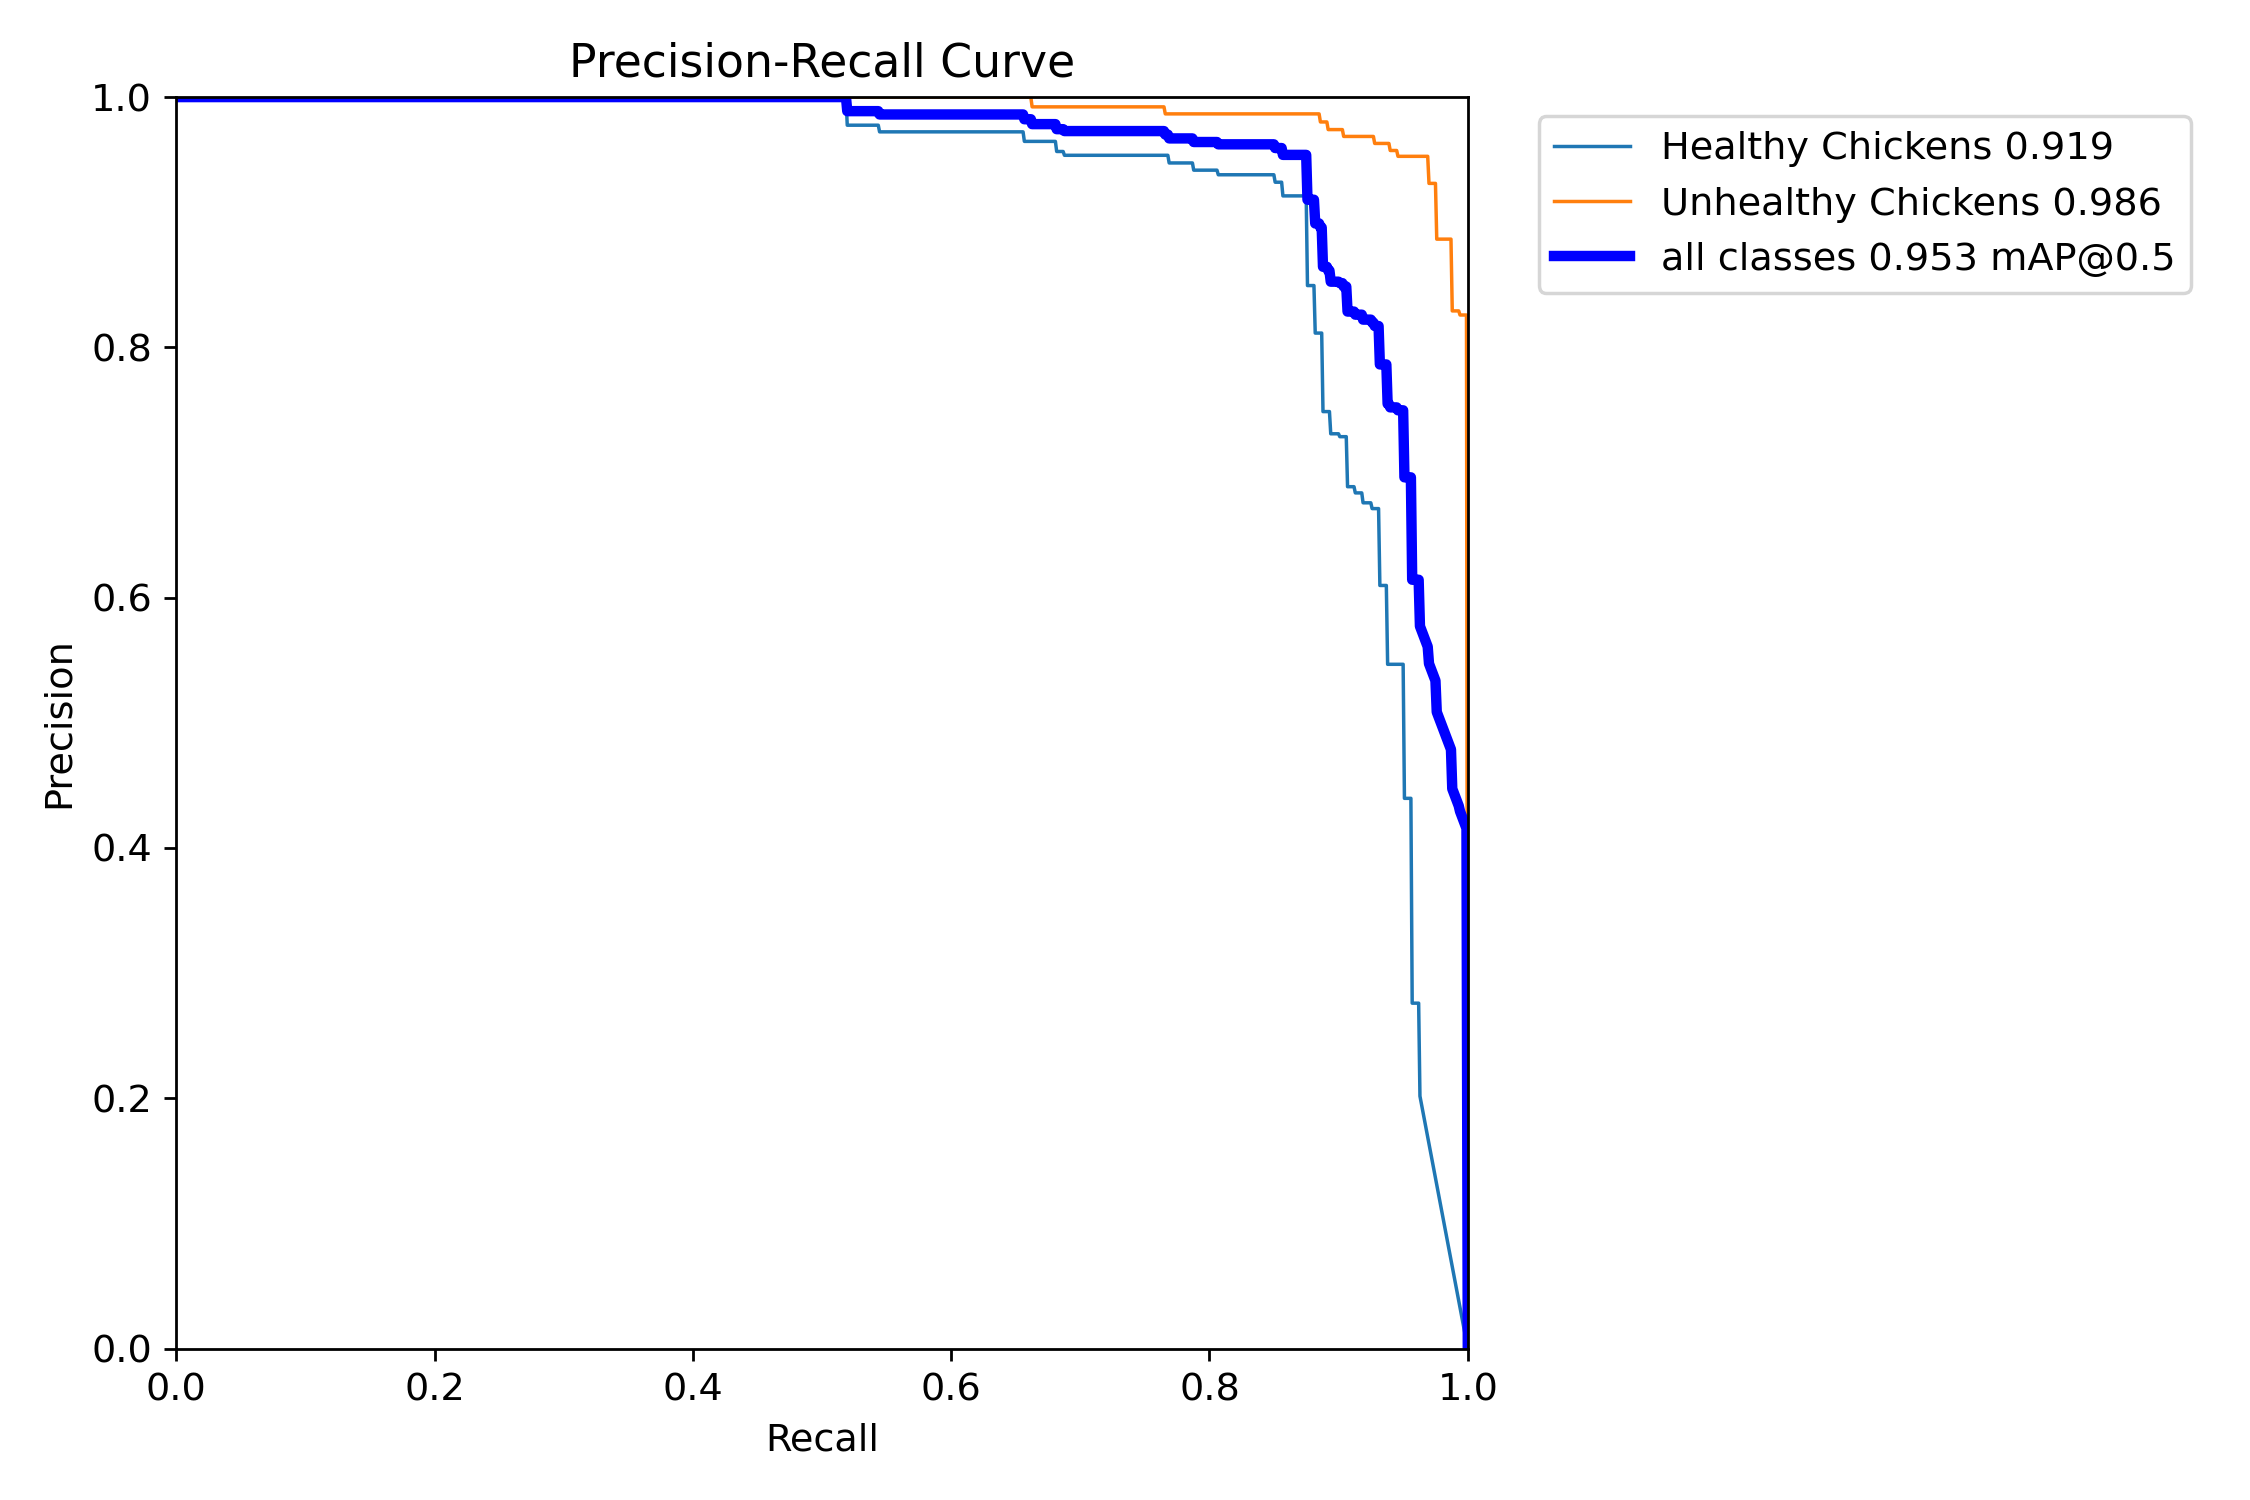 Precision-Recall Curve
Healthy Chickens 0.919
Unhealthy Chickens 0.986
all classes 0.953 mAP@0.5
Precision
1.0
0.8
0.6
0.4
0.2
0.0
0.0 0.2 0.4 0.6 0.8 1.0
Recall